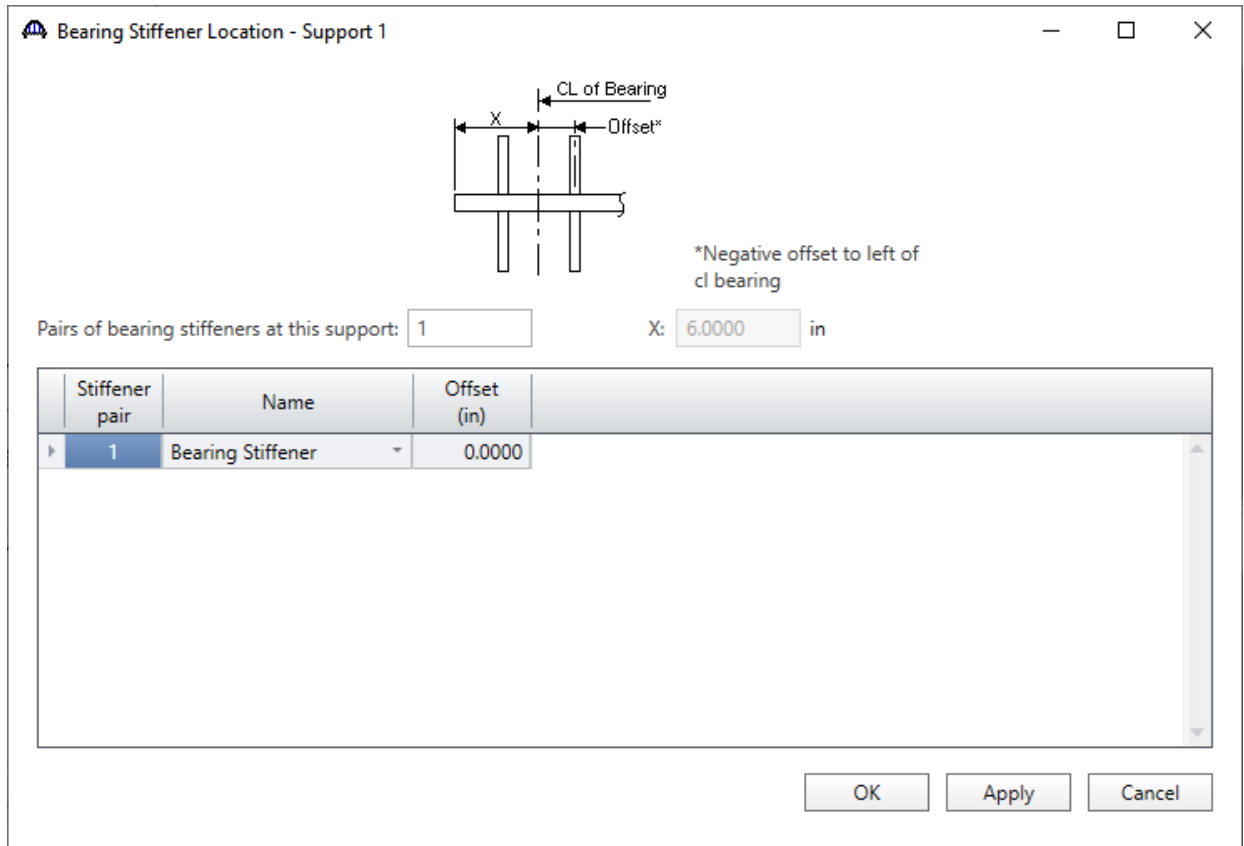 Bearing Stiffener Location - Support 1
CL of Bearing
X
Offset*
*Negative offset to left of
cl bearing
Pairs of bearing stiffeners at this support: 1
X: 6.0000 in
Stiffener
pair
Name
Offset
(in)
1 Bearing Stiffener 0.0000
OK Apply Cancel